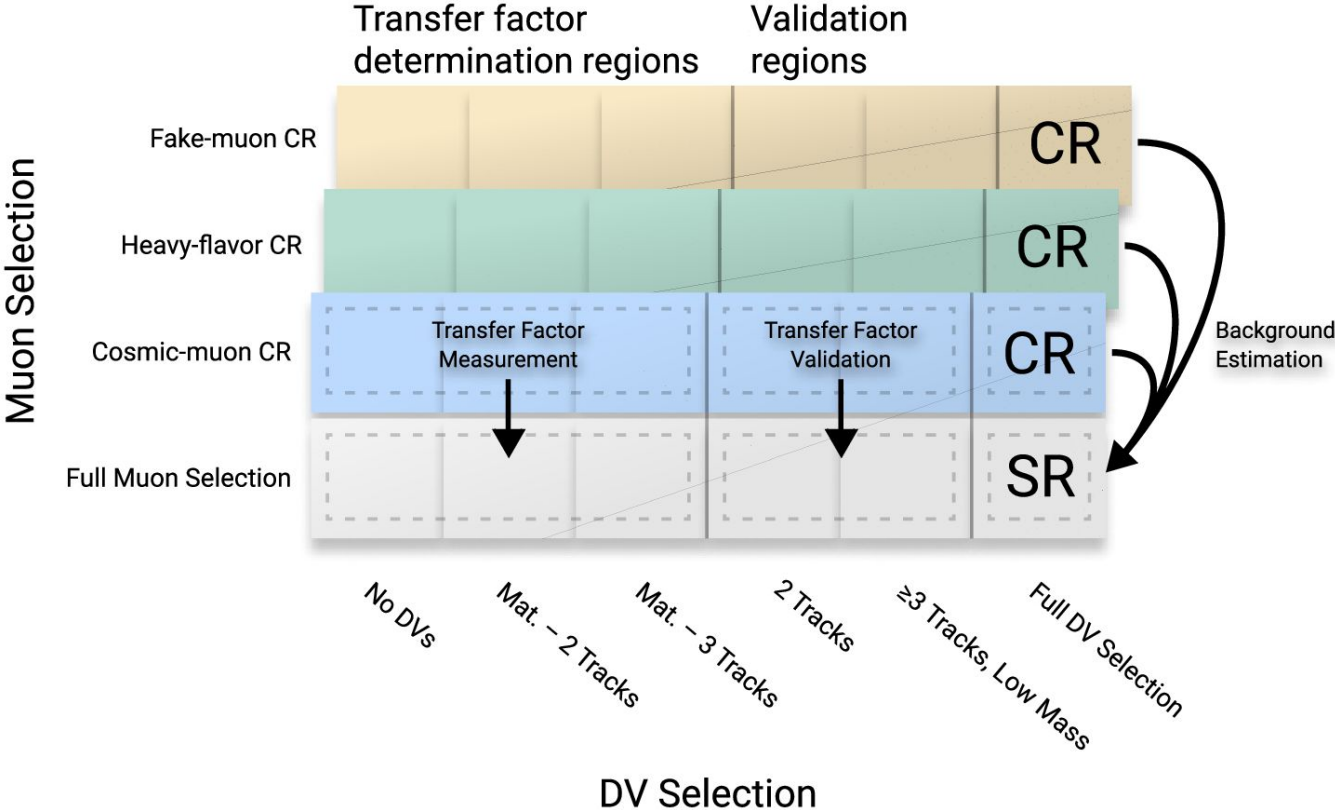 Transfer factor
determination regions
Validation
regions
Muon Selection
Fake-muon CR
CR
Heavy-flavor CR
CR
Cosmic-muon CR
Transfer Factor
Measurement
Transfer Factor
Validation
CR
Background
Estimation
Full Muon Selection
SR
No DVs
Mat. – 2 Tracks
Mat. – 3 Tracks
2 Tracks
≥3 Tracks, Low Mass
Full DV Selection
DV Selection